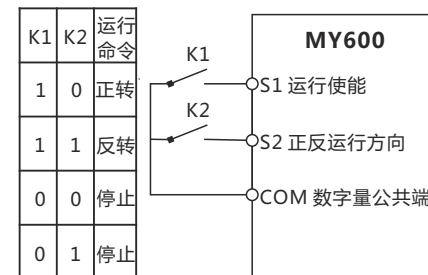 K1 K2 运行命令
1 0 正转
1 1 反转
0 0 停止
0 1 停止
MY600
K1
S1 运行使能
K2
S2 正反运行方向
COM 数字量公共端